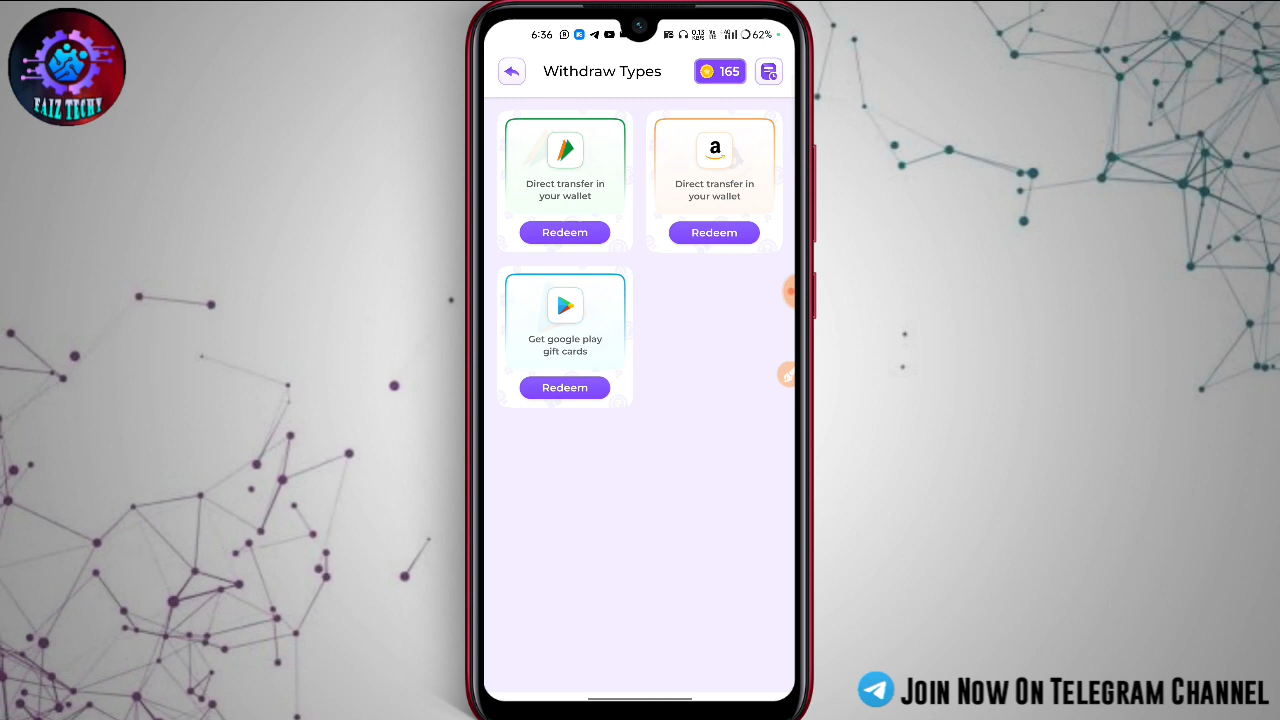 FAIZ TECHY
6:36
62%
Withdraw Types
165
Direct transfer in
your wallet
Redeem
a
Direct transfer in
your wallet
Redeem
Get google play
gift cards
Redeem
JOIN NOW ON TELEGRAM CHANNEL